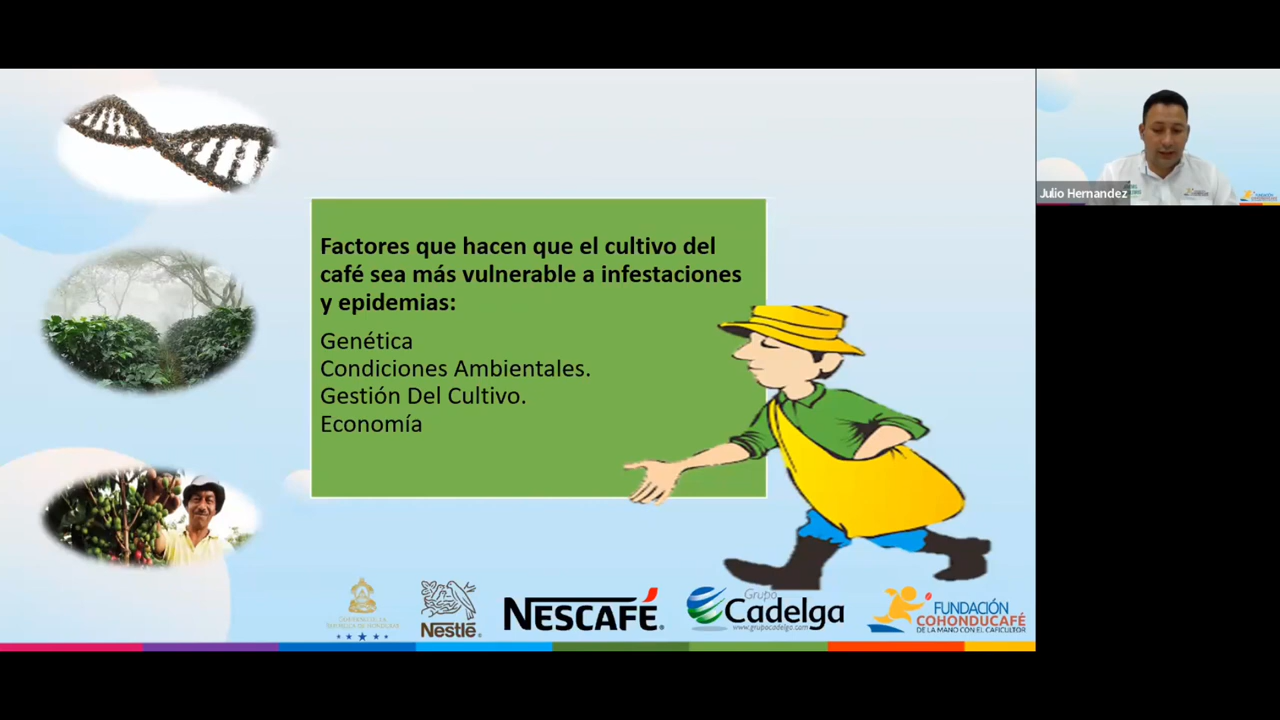 Factores que hacen que el cultivo del
café sea más vulnerable a infestaciones
y epidemias:
Genética
Condiciones Ambientales.
Gestión Del Cultivo.
Economía
Julio Hernandez
Nestlé
NESCAFÉ
Grupo
Cadelga
www.grupocadelga.com
FUNDACIÓN
COHONDUCAFÉ
DE LA MANO CON EL CAFICULTOR